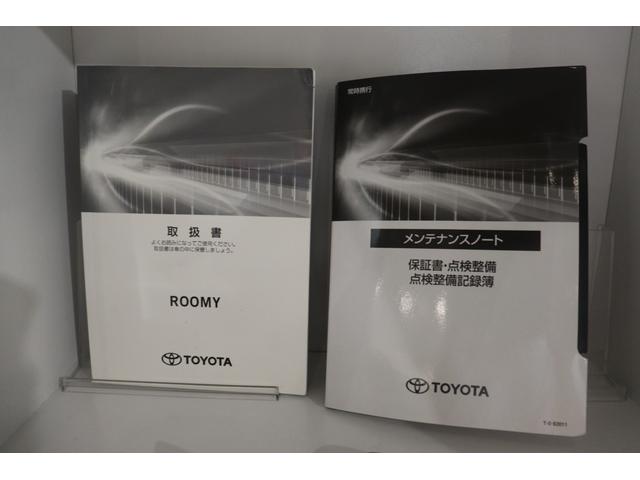 取扱書
よくお読みになってご使用ください。
取扱書は車の中に保管しましょう。
ROOMY
TOYOTA
常時携行
メンテナンスノート
保証書・点検整備
点検整備記録簿
TOYOTA